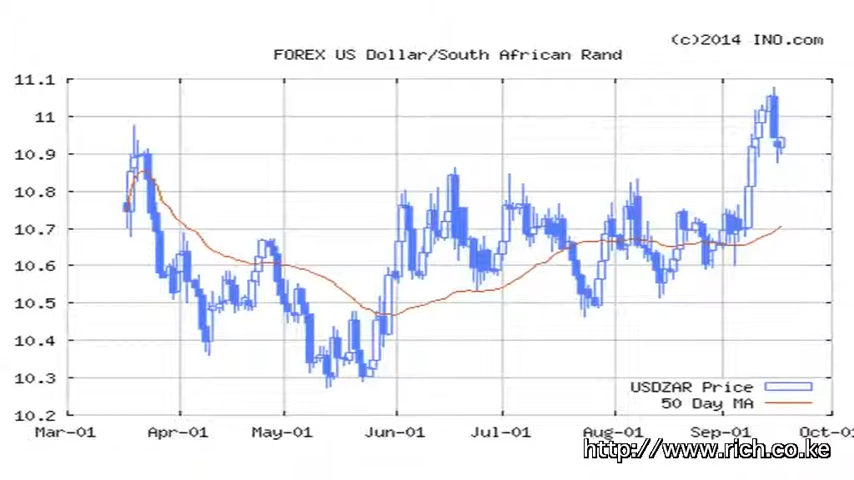 (c)2014 INO.com
FOREX US Dollar/South African Rand
11.1
11
10.9
10.8
10.7
10.6
10.5
10.4
10.3
10.2
USDZAR Price
50 Day MA
Mar-01 Apr-01 May-01 Jun-01 Jul-01 Aug-01 Sep-01 Oct-01
http://www.rich.co.ke